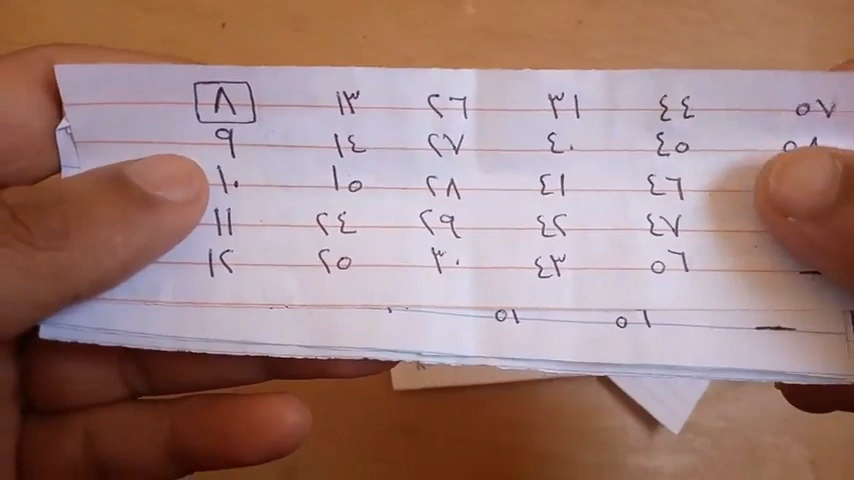 ٨ ١٣ ٢٦ ٣١ ٤٤ ٥٧
٩ ١٤ ٢٧ ٤٠ ٤٥
١٠ ١٥ ٢٨ ٤١ ٤٦
١١ ٢٤ ٢٩ ٤٢ ٤٧
١٢ ٢٥ ٣٠ ٤٣ ٥٦